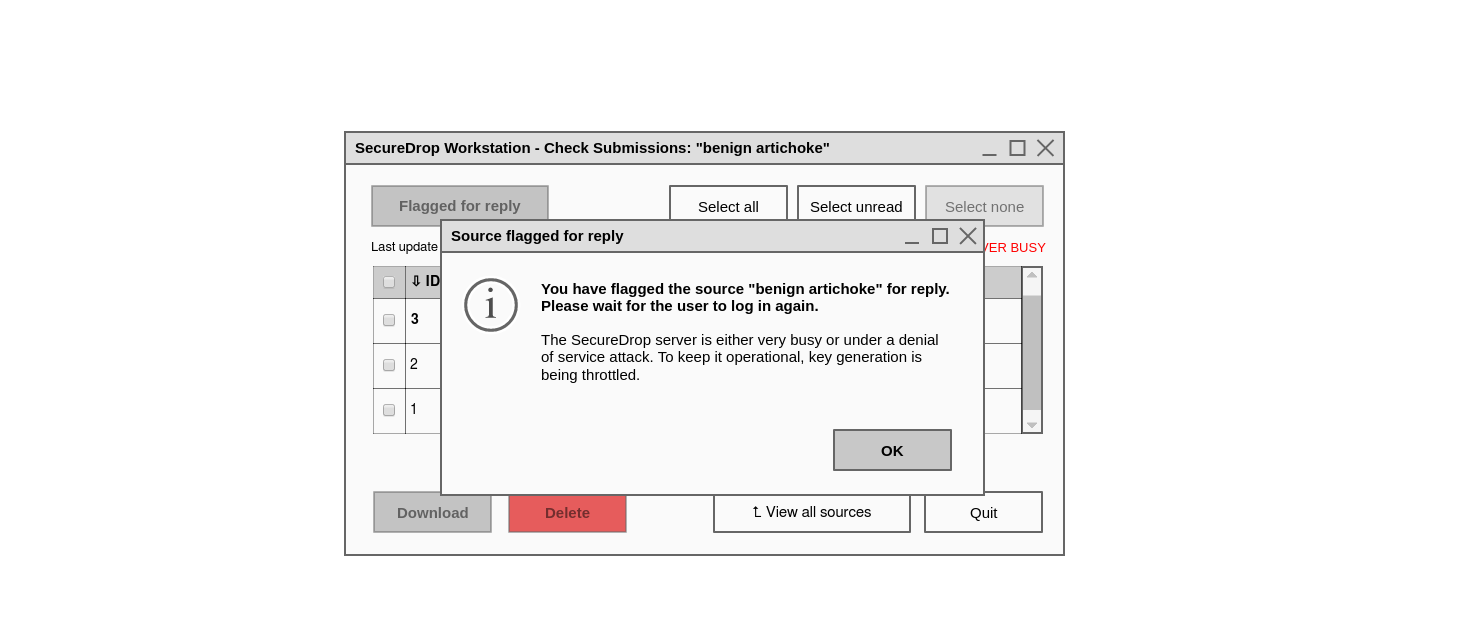 SecureDrop Workstation - Check Submissions: "benign artichoke"
Flagged for reply
Select all
Select unread
Select none
Last update
BUSY
Source flagged for reply
⇩ ID
You have flagged the source "benign artichoke" for reply.
Please wait for the user to log in again.
3
The SecureDrop server is either very busy or under a denial
of service attack. To keep it operational, key generation is
being throttled.
2
1
OK
Download
Delete
View all sources
Quit